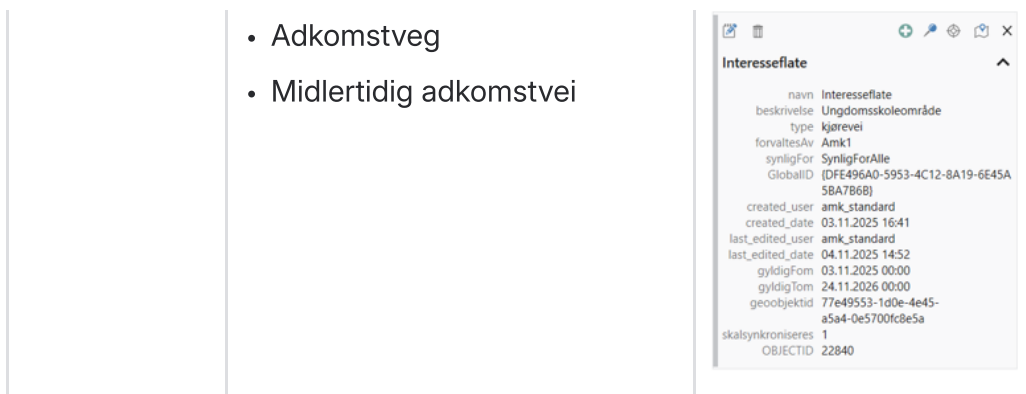 • Adkomstveg
• Midlertidig adkomstvei
Interesseflate
navn Interesseflate
beskrivelse Ungdomsskoleområde
type kjørevei
forvaltesAv Amk1
synligFor SynligForAlle
GlobalID {DFE496A0-5953-4C12-8A19-6E45A
5BA7B6B}
created_user amk_standard
created_date 03.11.2025 16:41
last_edited_user amk_standard
last_edited_date 04.11.2025 14:52
gyldigFom 03.11.2025 00:00
gyldigTom 24.11.2026 00:00
geoobjektid 77e49553-1d0e-4e45-
a5a4-0e5700fc8e5a
skalsynkroniseres 1
OBJECTID 22840